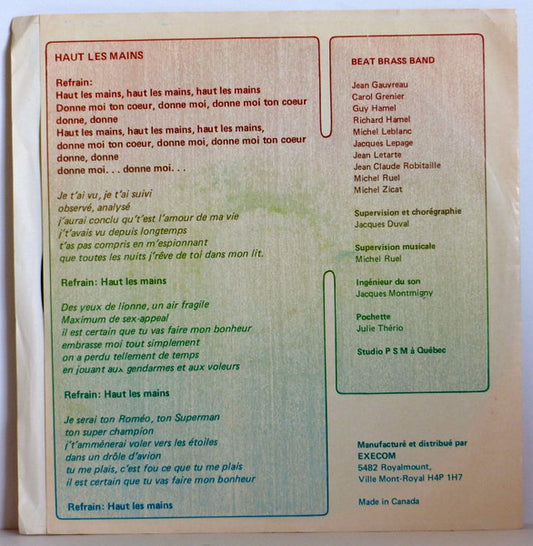 HAUT LES MAINS
Refrain:
Haut les mains, haut les mains, haut les mains
Donne moi ton coeur, donne moi, donne moi ton coeur
donne, donne
Haut les mains, haut les mains, haut les mains,
donne moi ton coeur, donne moi, donne moi ton coeur
donne, donne
donne moi. . . donne moi. . .
Je t'ai vu, je t'ai suivi
observé, analysé
j'aurai conclu qu't'est l'amour de ma vie
j't'avais vu depuis longtemps
t'as pas compris en m'espionnant
que toutes les nuits j'rêve de toi dans mon lit.
Refrain: Haut les mains
Des yeux de lionne, un air fragile
Maximum de sex-appeal
il est certain que tu vas faire mon bonheur
embrasse moi tout simplement
on a perdu tellement de temps
en jouant aux gendarmes et aux voleurs
Refrain: Haut les mains
Je serai ton Roméo, ton Superman
ton super champion
j't'ammènerai voler vers les étoiles
dans un drôle d'avion
tu me plais, c'est fou ce que tu me plais
il est certain que tu vas faire mon bonheur
Refrain: Haut les mains
BEAT BRASS BAND
Jean Gauvreau
Carol Grenier
Guy Hamel
Richard Hamel
Michel Leblanc
Jacques Lepage
Jean Letarte
Jean Claude Robitaille
Michel Ruel
Michel Zicat
Supervision et chorégraphie
Jacques Duval
Supervision musicale
Michel Ruel
Ingénieur du son
Jacques Montmigny
Pochette
Julie Thério
Studio P S M à Québec
Manufacturé et distribué par
EXECOM
5482 Royalmount,
Ville Mont-Royal H4P 1H7
Made in Canada